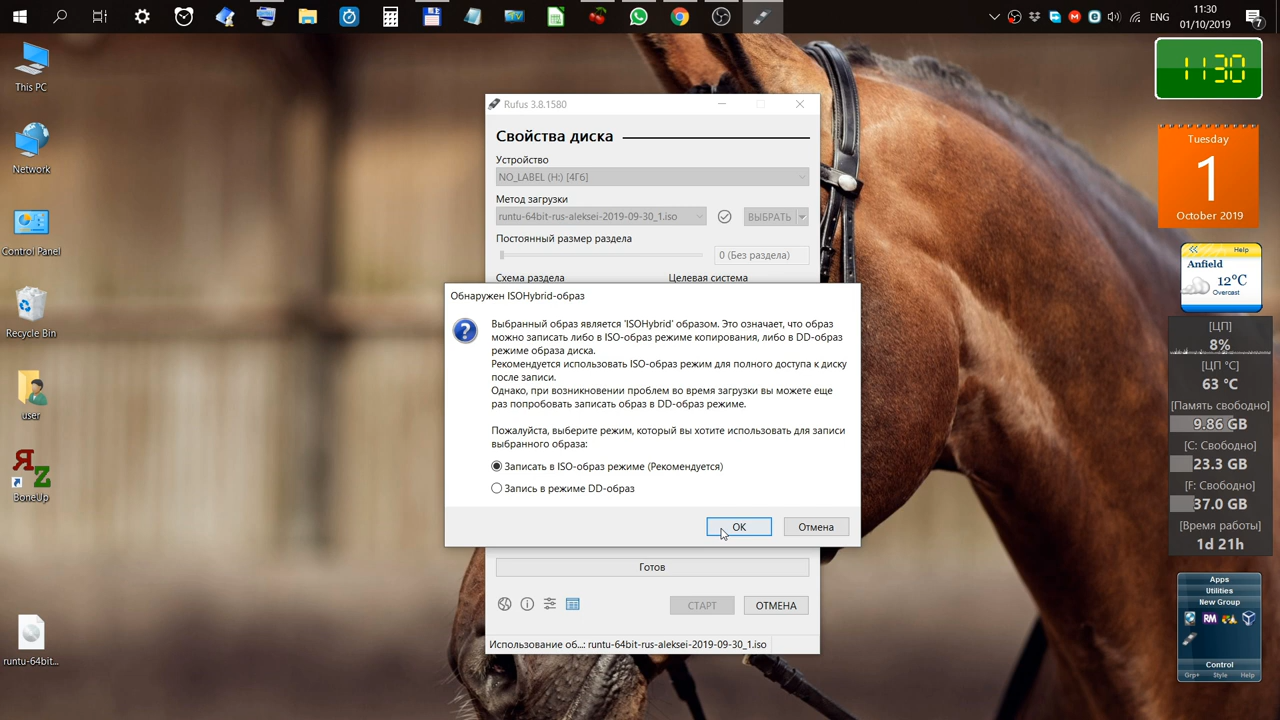 ENG
11:30
01/10/2019
7
This PC
Network
Control Panel
Recycle Bin
user
BoneUp
runtu-64bit...
Rufus 3.8.1580
Свойства диска
Устройство
NO_LABEL (H:) [4Гб]
Метод загрузки
runtu-64bit-rus-aleksei-2019-09-30_1.iso
ВЫБРАТЬ
Постоянный размер раздела
0 (Без раздела)
Схема раздела
Целевая система
Обнаружен ISOHybrid-образ
Выбранный образ является 'ISOHybrid' образом. Это означает, что образ
можно записать либо в ISO-образ режиме копирования, либо в DD-образ
режиме образа диска.
Рекомендуется использовать ISO-образ режим для полного доступа к диску
после записи.
Однако, при возникновении проблем во время загрузки вы можете еще
раз попробовать записать образ в DD-образ режиме.
Пожалуйста, выберите режим, который вы хотите использовать для записи
выбранного образа:
Записать в ISO-образ режиме (Рекомендуется)
Запись в режиме DD-образ
OK
Отмена
Готов
СТАРТ
ОТМЕНА
Использование об...: runtu-64bit-rus-aleksei-2019-09-30_1.iso
11 30
Tuesday
1
October 2019
Help
Anfield
12°C
Overcast
[ЦП]
8%
[ЦП °C]
63 °C
[Память свободно]
9.86 GB
[C: Свободно]
23.3 GB
[F: Свободно]
37.0 GB
[Время работы]
1d 21h
Apps
Utilities
New Group
RM
Control
Grp+ Style Help